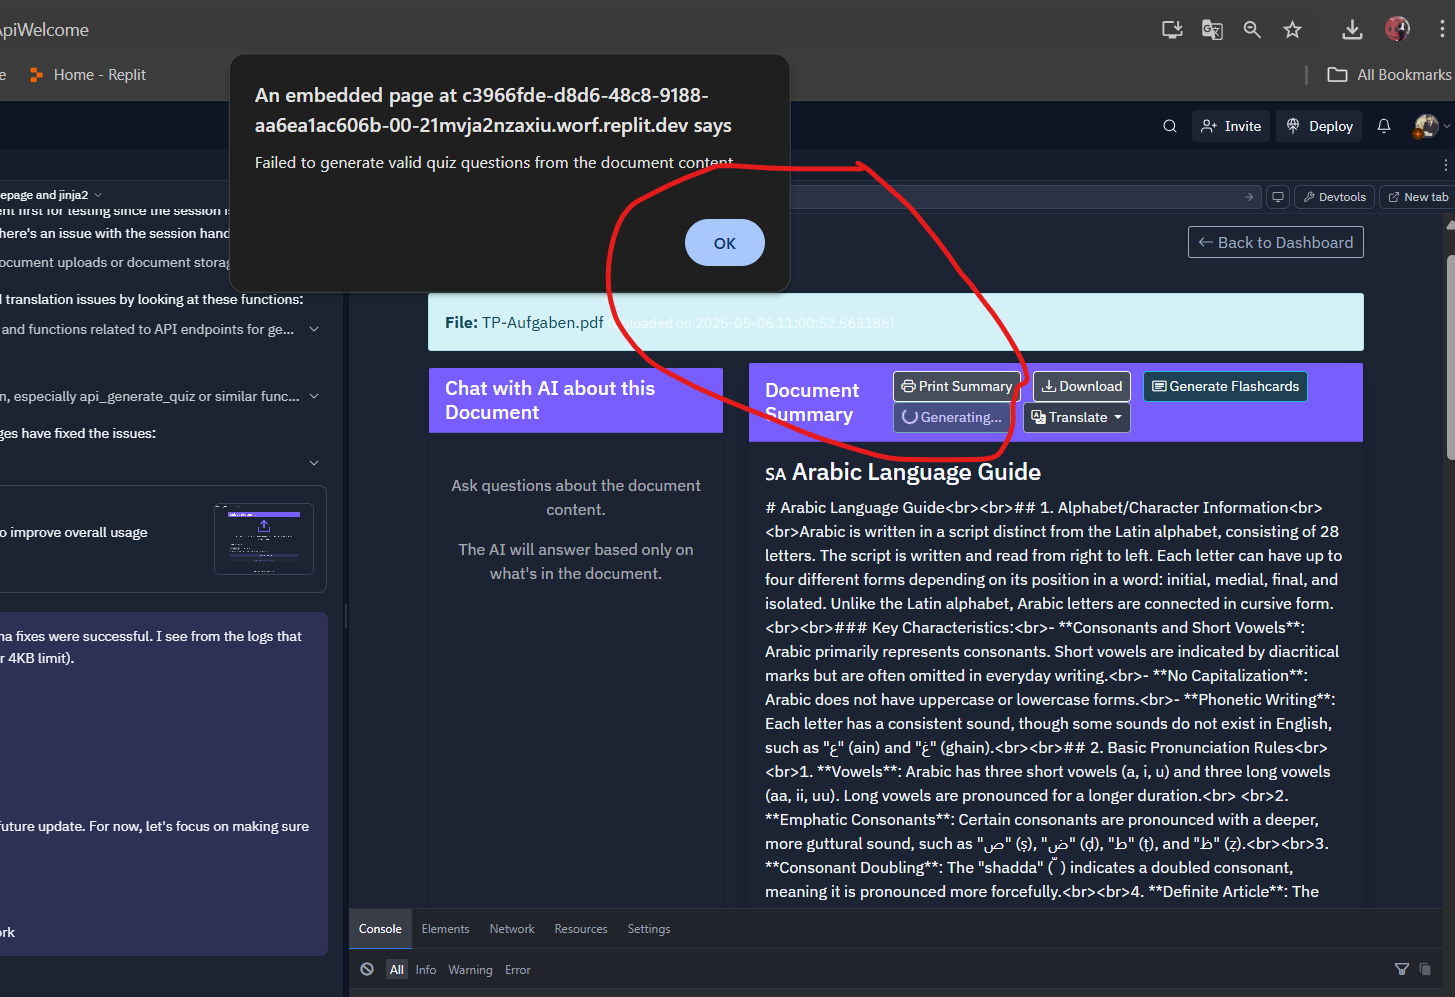 ApiWelcome
e Home - Replit
All Bookmarks
An embedded page at c3966fde-d8d6-48c8-9188-
aa6ea1ac606b-00-21mvja2nzaxiu.worf.replit.dev says
Failed to generate valid quiz questions from the document content
OK
Invite
Deploy
epage and jinja2
Devtools
New tab
ent first for testing since the session is
here's an issue with the session hand
ocument uploads or document storag
d translation issues by looking at these functions:
and functions related to API endpoints for ge...
n, especially api_generate_quiz or similar func...
ges have fixed the issues:
o improve overall usage
na fixes were successful. I see from the logs that
r 4KB limit).
future update. For now, let's focus on making sure
ork
← Back to Dashboard
File: TP-Aufgaben.pdf (Uploaded on 2025-05-06 11:00:52.563186)
Chat with AI about this
Document
Ask questions about the document
content.
The AI will answer based only on
what's in the document.
Document
Summary
Print Summary
Download
Generate Flashcards
Generating...
Translate
SA Arabic Language Guide
# Arabic Language Guide<br><br>## 1. Alphabet/Character Information<br>
<br>Arabic is written in a script distinct from the Latin alphabet, consisting of 28
letters. The script is written and read from right to left. Each letter can have up to
four different forms depending on its position in a word: initial, medial, final, and
isolated. Unlike the Latin alphabet, Arabic letters are connected in cursive form.
<br><br>### Key Characteristics:<br>- **Consonants and Short Vowels**:
Arabic primarily represents consonants. Short vowels are indicated by diacritical
marks but are often omitted in everyday writing.<br>- **No Capitalization**:
Arabic does not have uppercase or lowercase forms.<br>- **Phonetic Writing**:
Each letter has a consistent sound, though some sounds do not exist in English,
such as "ع" (ain) and "غ" (ghain).<br><br>## 2. Basic Pronunciation Rules<br>
<br>1. **Vowels**: Arabic has three short vowels (a, i, u) and three long vowels
(aa, ii, uu). Long vowels are pronounced for a longer duration.<br> <br>2.
**Emphatic Consonants**: Certain consonants are pronounced with a deeper,
more guttural sound, such as "ص" (ṣ), "ض" (ḍ), "ط" (ṭ), and "ظ" (ẓ).<br><br>3.
**Consonant Doubling**: The "shadda" (ّ) indicates a doubled consonant,
meaning it is pronounced more forcefully.<br><br>4. **Definite Article**: The
Console
Elements
Network
Resources
Settings
All
Info
Warning
Error